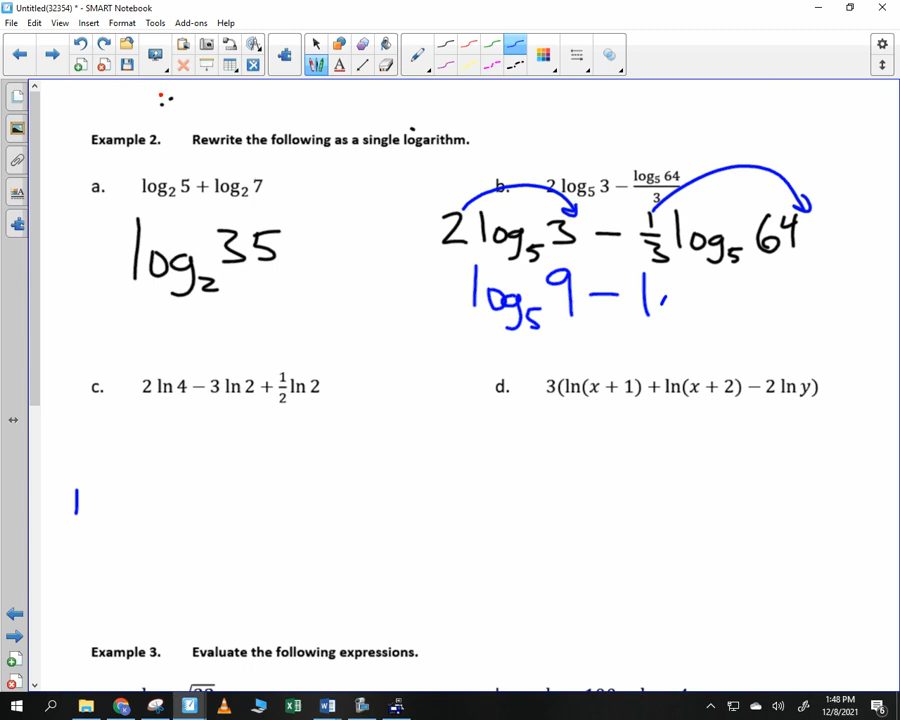 Untitled(32354) * - SMART Notebook
File Edit View Insert Format Tools Add-ons Help
Example 2. Rewrite the following as a single logarithm.
a. log₂ 5 + log₂ 7
b. 2 log₅ 3 − log₅ 64 / 3
log₂ 35
2 log₅ 3 − 1/3 log₅ 64
log₅ 9 − l
c. 2 ln 4 − 3 ln 2 + 1/2 ln 2
d. 3(ln(x + 1) + ln(x + 2) − 2 ln y)
Example 3. Evaluate the following expressions.
1:48 PM
12/8/2021